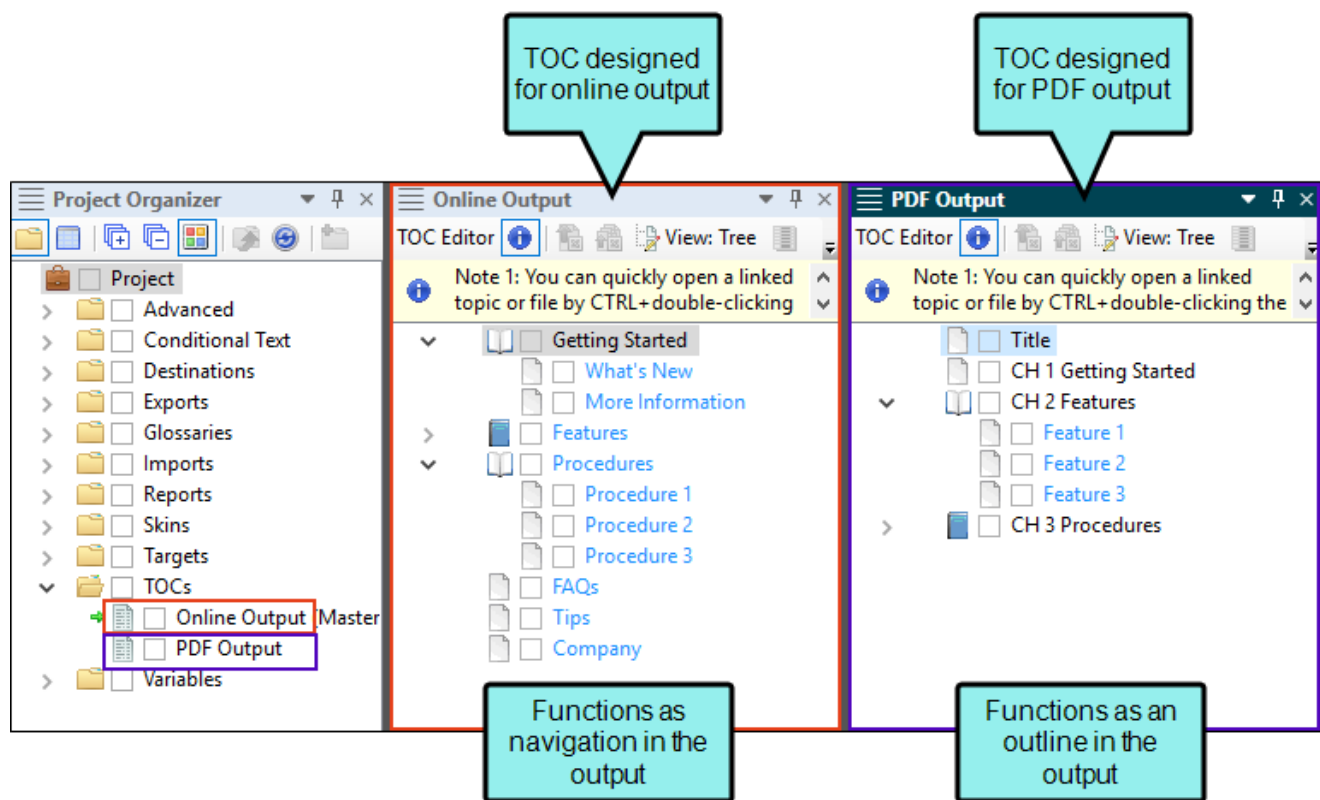 TOC designed
for online output
TOC designed
for PDF output
Project Organizer
Project
Advanced
Conditional Text
Destinations
Exports
Glossaries
Imports
Reports
Skins
Targets
TOCs
Online Output (Master
PDF Output
Variables
Online Output
TOC Editor View: Tree
Note 1: You can quickly open a linked
topic or file by CTRL+double-clicking
Getting Started
What's New
More Information
Features
Procedures
Procedure 1
Procedure 2
Procedure 3
FAQs
Tips
Company
PDF Output
TOC Editor View: Tree
Note 1: You can quickly open a linked
topic or file by CTRL+double-clicking the
Title
CH 1 Getting Started
CH 2 Features
Feature 1
Feature 2
Feature 3
CH 3 Procedures
Functions as
navigation in the
output
Functions as an
outline in the
output